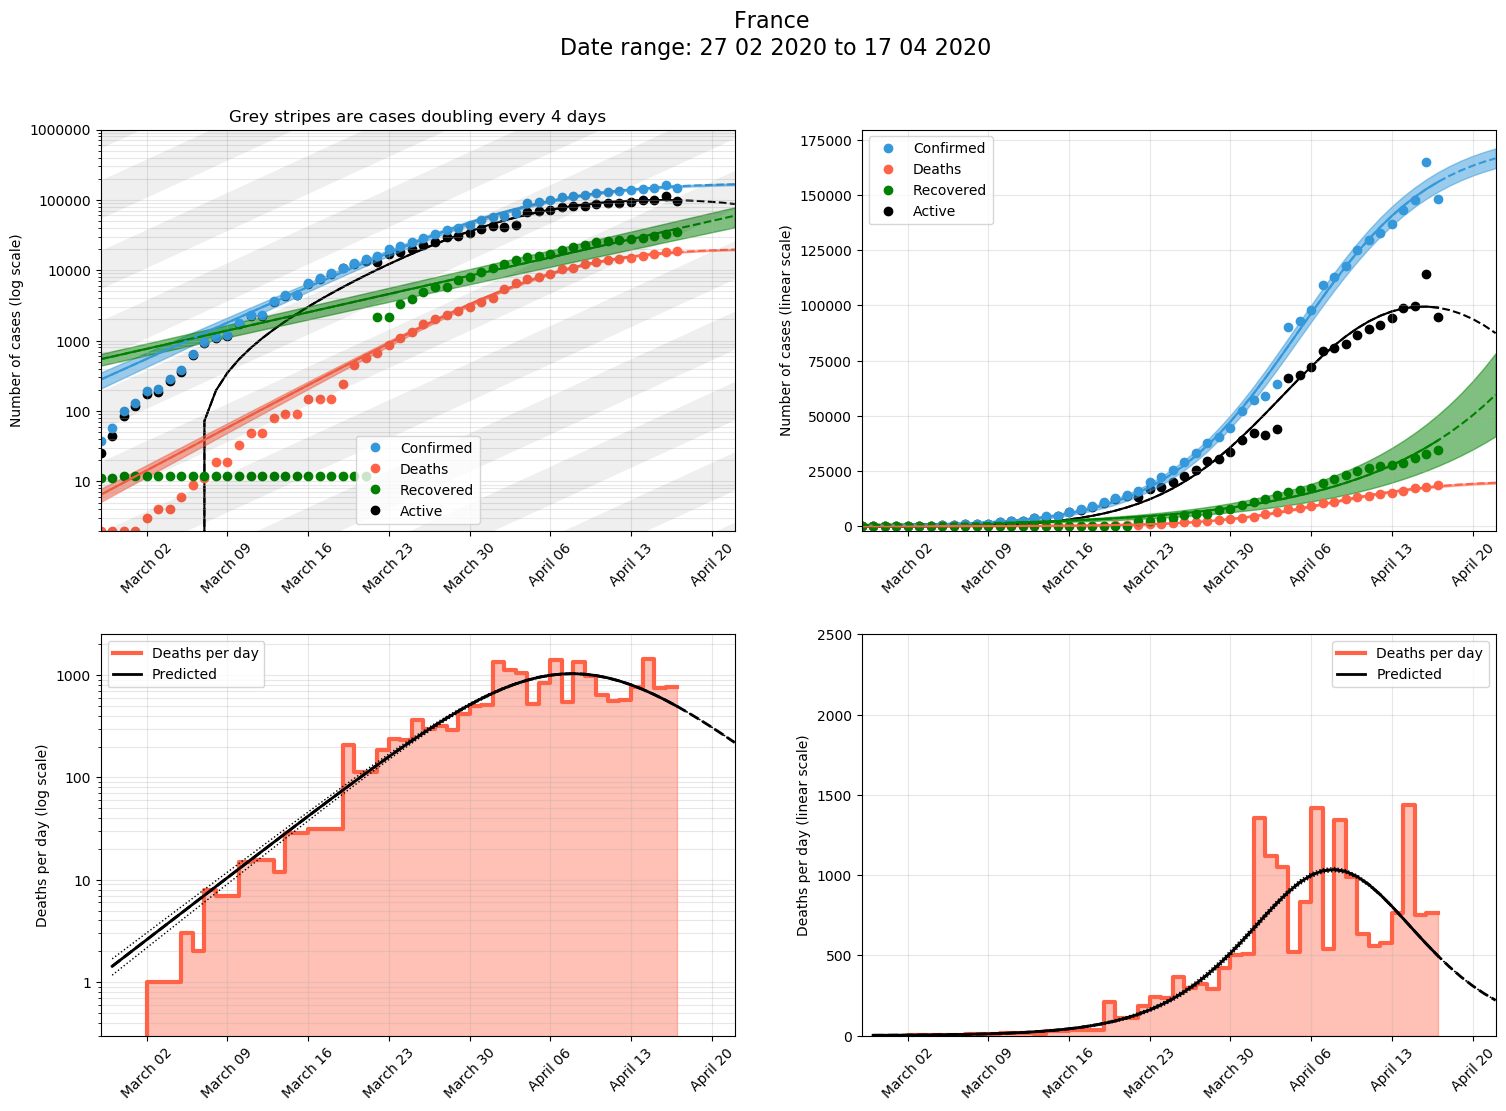 France
Date range: 27 02 2020 to 17 04 2020
Grey stripes are cases doubling every 4 days
Number of cases (log scale)
1000000
100000
10000
1000
100
10
Confirmed
Deaths
Recovered
Active
March 02
March 09
March 16
March 23
March 30
April 06
April 13
April 20
Number of cases (linear scale)
175000
150000
125000
100000
75000
50000
25000
0
Confirmed
Deaths
Recovered
Active
March 02
March 09
March 16
March 23
March 30
April 06
April 13
April 20
Deaths per day (log scale)
1000
100
10
1
Deaths per day
Predicted
March 02
March 09
March 16
March 23
March 30
April 06
April 13
April 20
Deaths per day (linear scale)
2500
2000
1500
1000
500
0
Deaths per day
Predicted
March 02
March 09
March 16
March 23
March 30
April 06
April 13
April 20